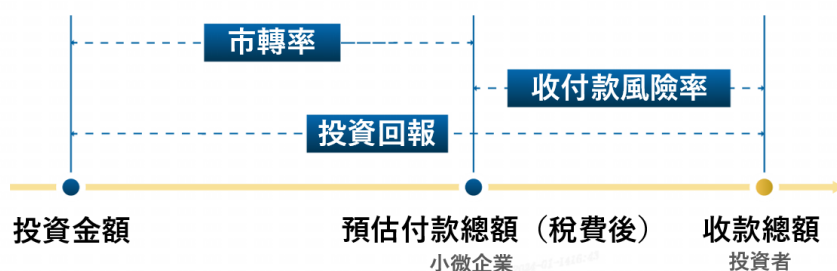 市轉率
收付款風險率
投資回報
投資金額
預估付款總額（稅費後）
收款總額
小微企業
投資者